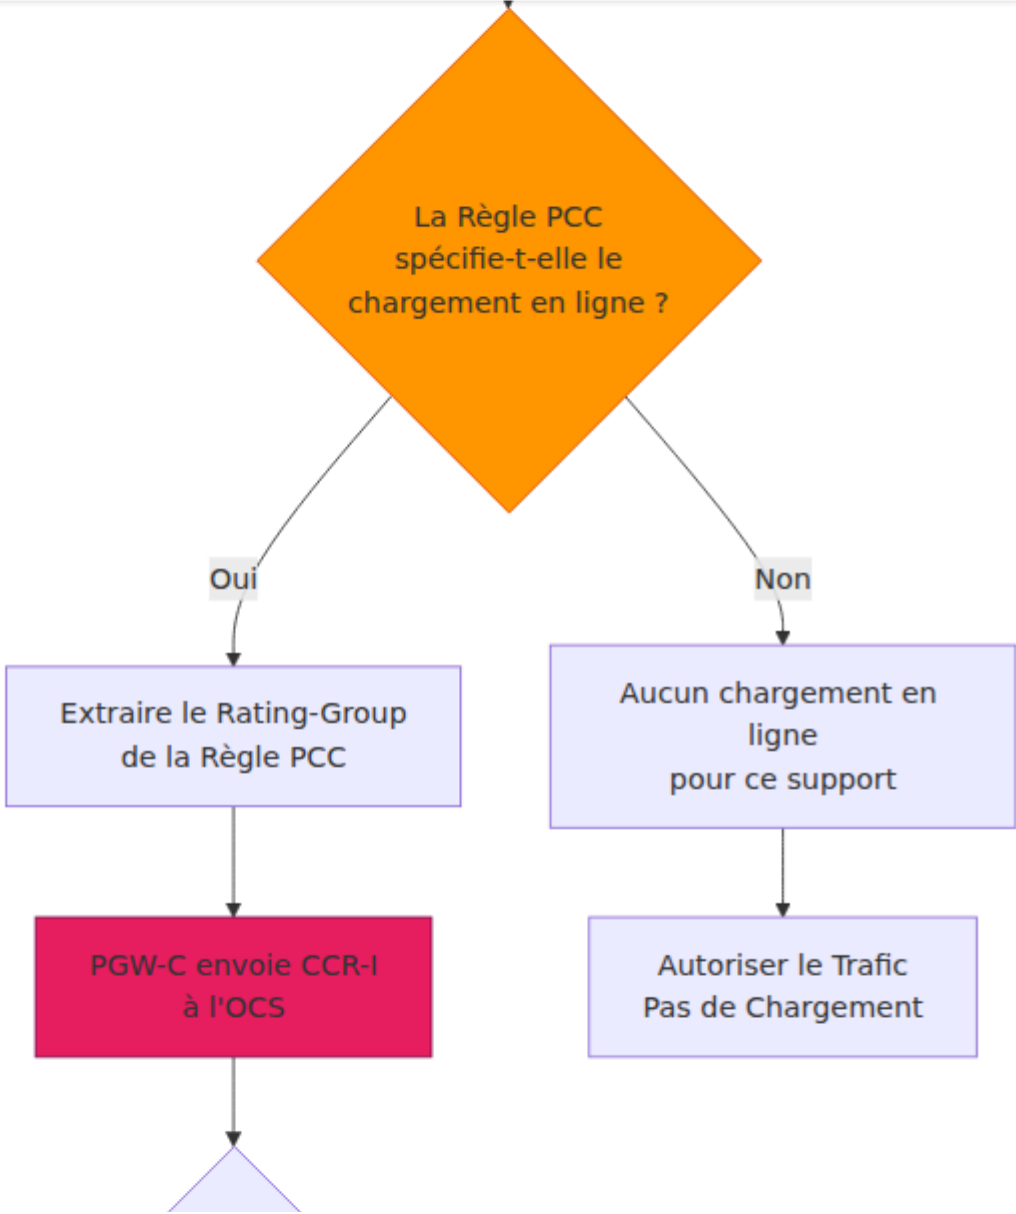 La Règle PCC
spécifie-t-elle le
chargement en ligne ?
Oui
Non
Extraire le Rating-Group
de la Règle PCC
Aucun chargement en
ligne
pour ce support
PGW-C envoie CCR-I
à l'OCS
Autoriser le Trafic
Pas de Chargement